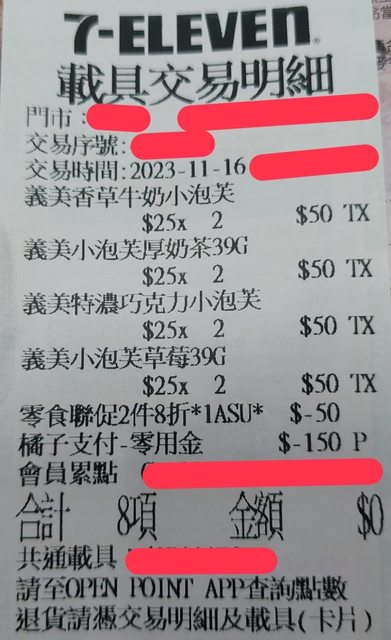 7-ELEVEN
載具交易明細
門市:
交易序號:
交易時間:2023-11-16
義美香草牛奶小泡芙
$25x 2 $50 TX
義美小泡芙厚奶茶39G
$25x 2 $50 TX
義美特濃巧克力小泡芙
$25x 2 $50 TX
義美小泡芙草莓39G
$25x 2 $50 TX
零食聯促2件8折*1ASU* $-50
橘子支付-零用金 $-150 P
會員累點
合計 8項 金額 $0
共通載具
請至OPEN POINT APP查詢點數
退貨請憑交易明細及載具(卡片)